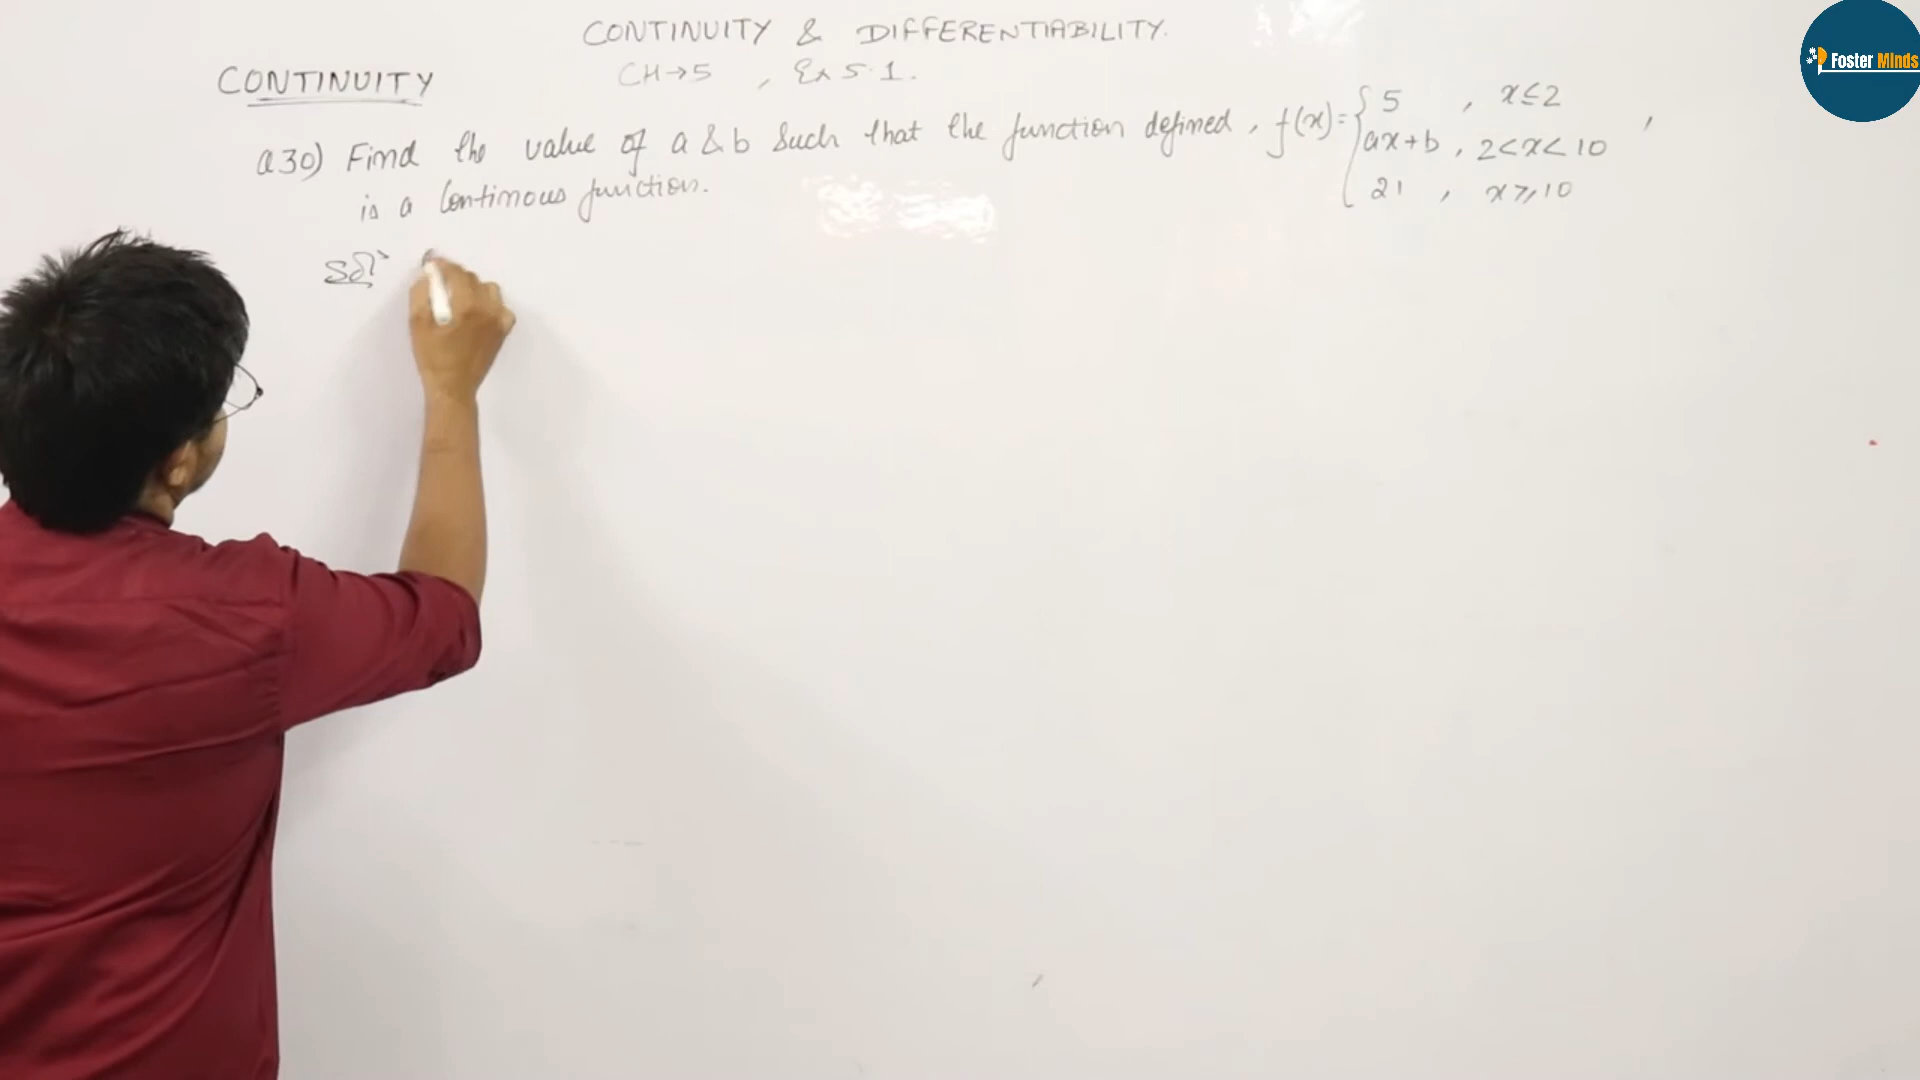 CONTINUITY & DIFFERENTIABILITY.
CH→5 , Ex 5.1.
CONTINUITY
Q30) Find the value of a & b such that the function defined, f(x)= { 5 , x≤2
ax+b , 2<x<10 ,
21 , x≥10
is a Continous function.
Solⁿ
Foster Minds